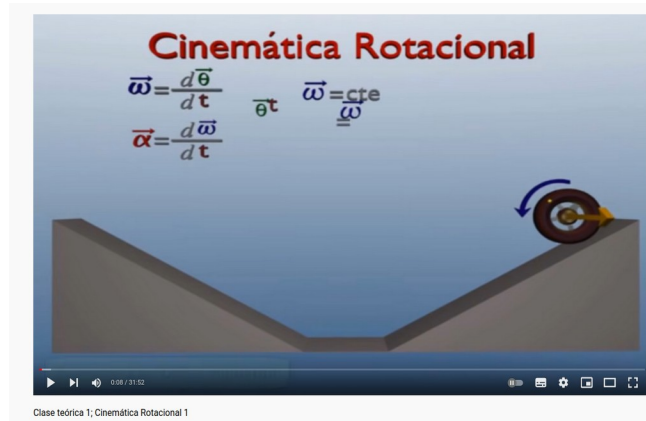 Cinemática Rotacional
ω⃗ = dθ⃗/dt
θ⃗t
ω⃗ = cte
ω⃗
=
α⃗ = dω⃗/dt
0:08 / 31:52
Clase teórica 1; Cinemática Rotacional 1